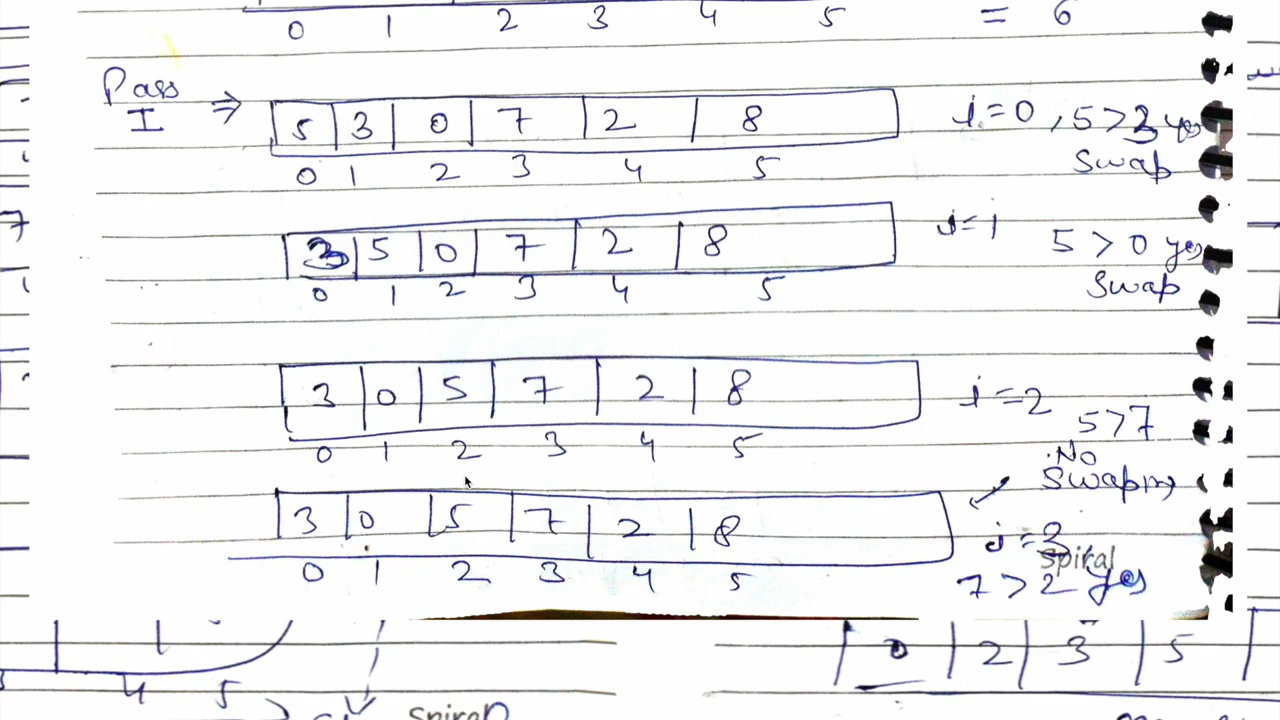 0 1 2 3 4 5 = 6
Pass
I ⇒ 5 3 0 7 2 8 i=0, 5>3 yes
0 1 2 3 4 5 Swap
3 5 0 7 2 8 i=1 5>0 yes
0 1 2 3 4 5 Swap
3 0 5 7 2 8 i=2 5>7
0 1 2 3 4 5 No
Swaping
3 0 5 7 2 8 i=3
Spiral
0 1 2 3 4 5 7>2 yes
0 2 3 5
4 5
Spiral